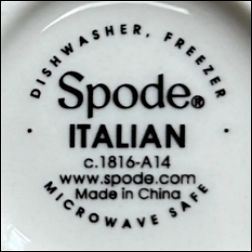 DISHWASHER, FREEZER
Spode®
• ITALIAN •
c.1816-A14
www.spode.com
Made in China
MICROWAVE SAFE